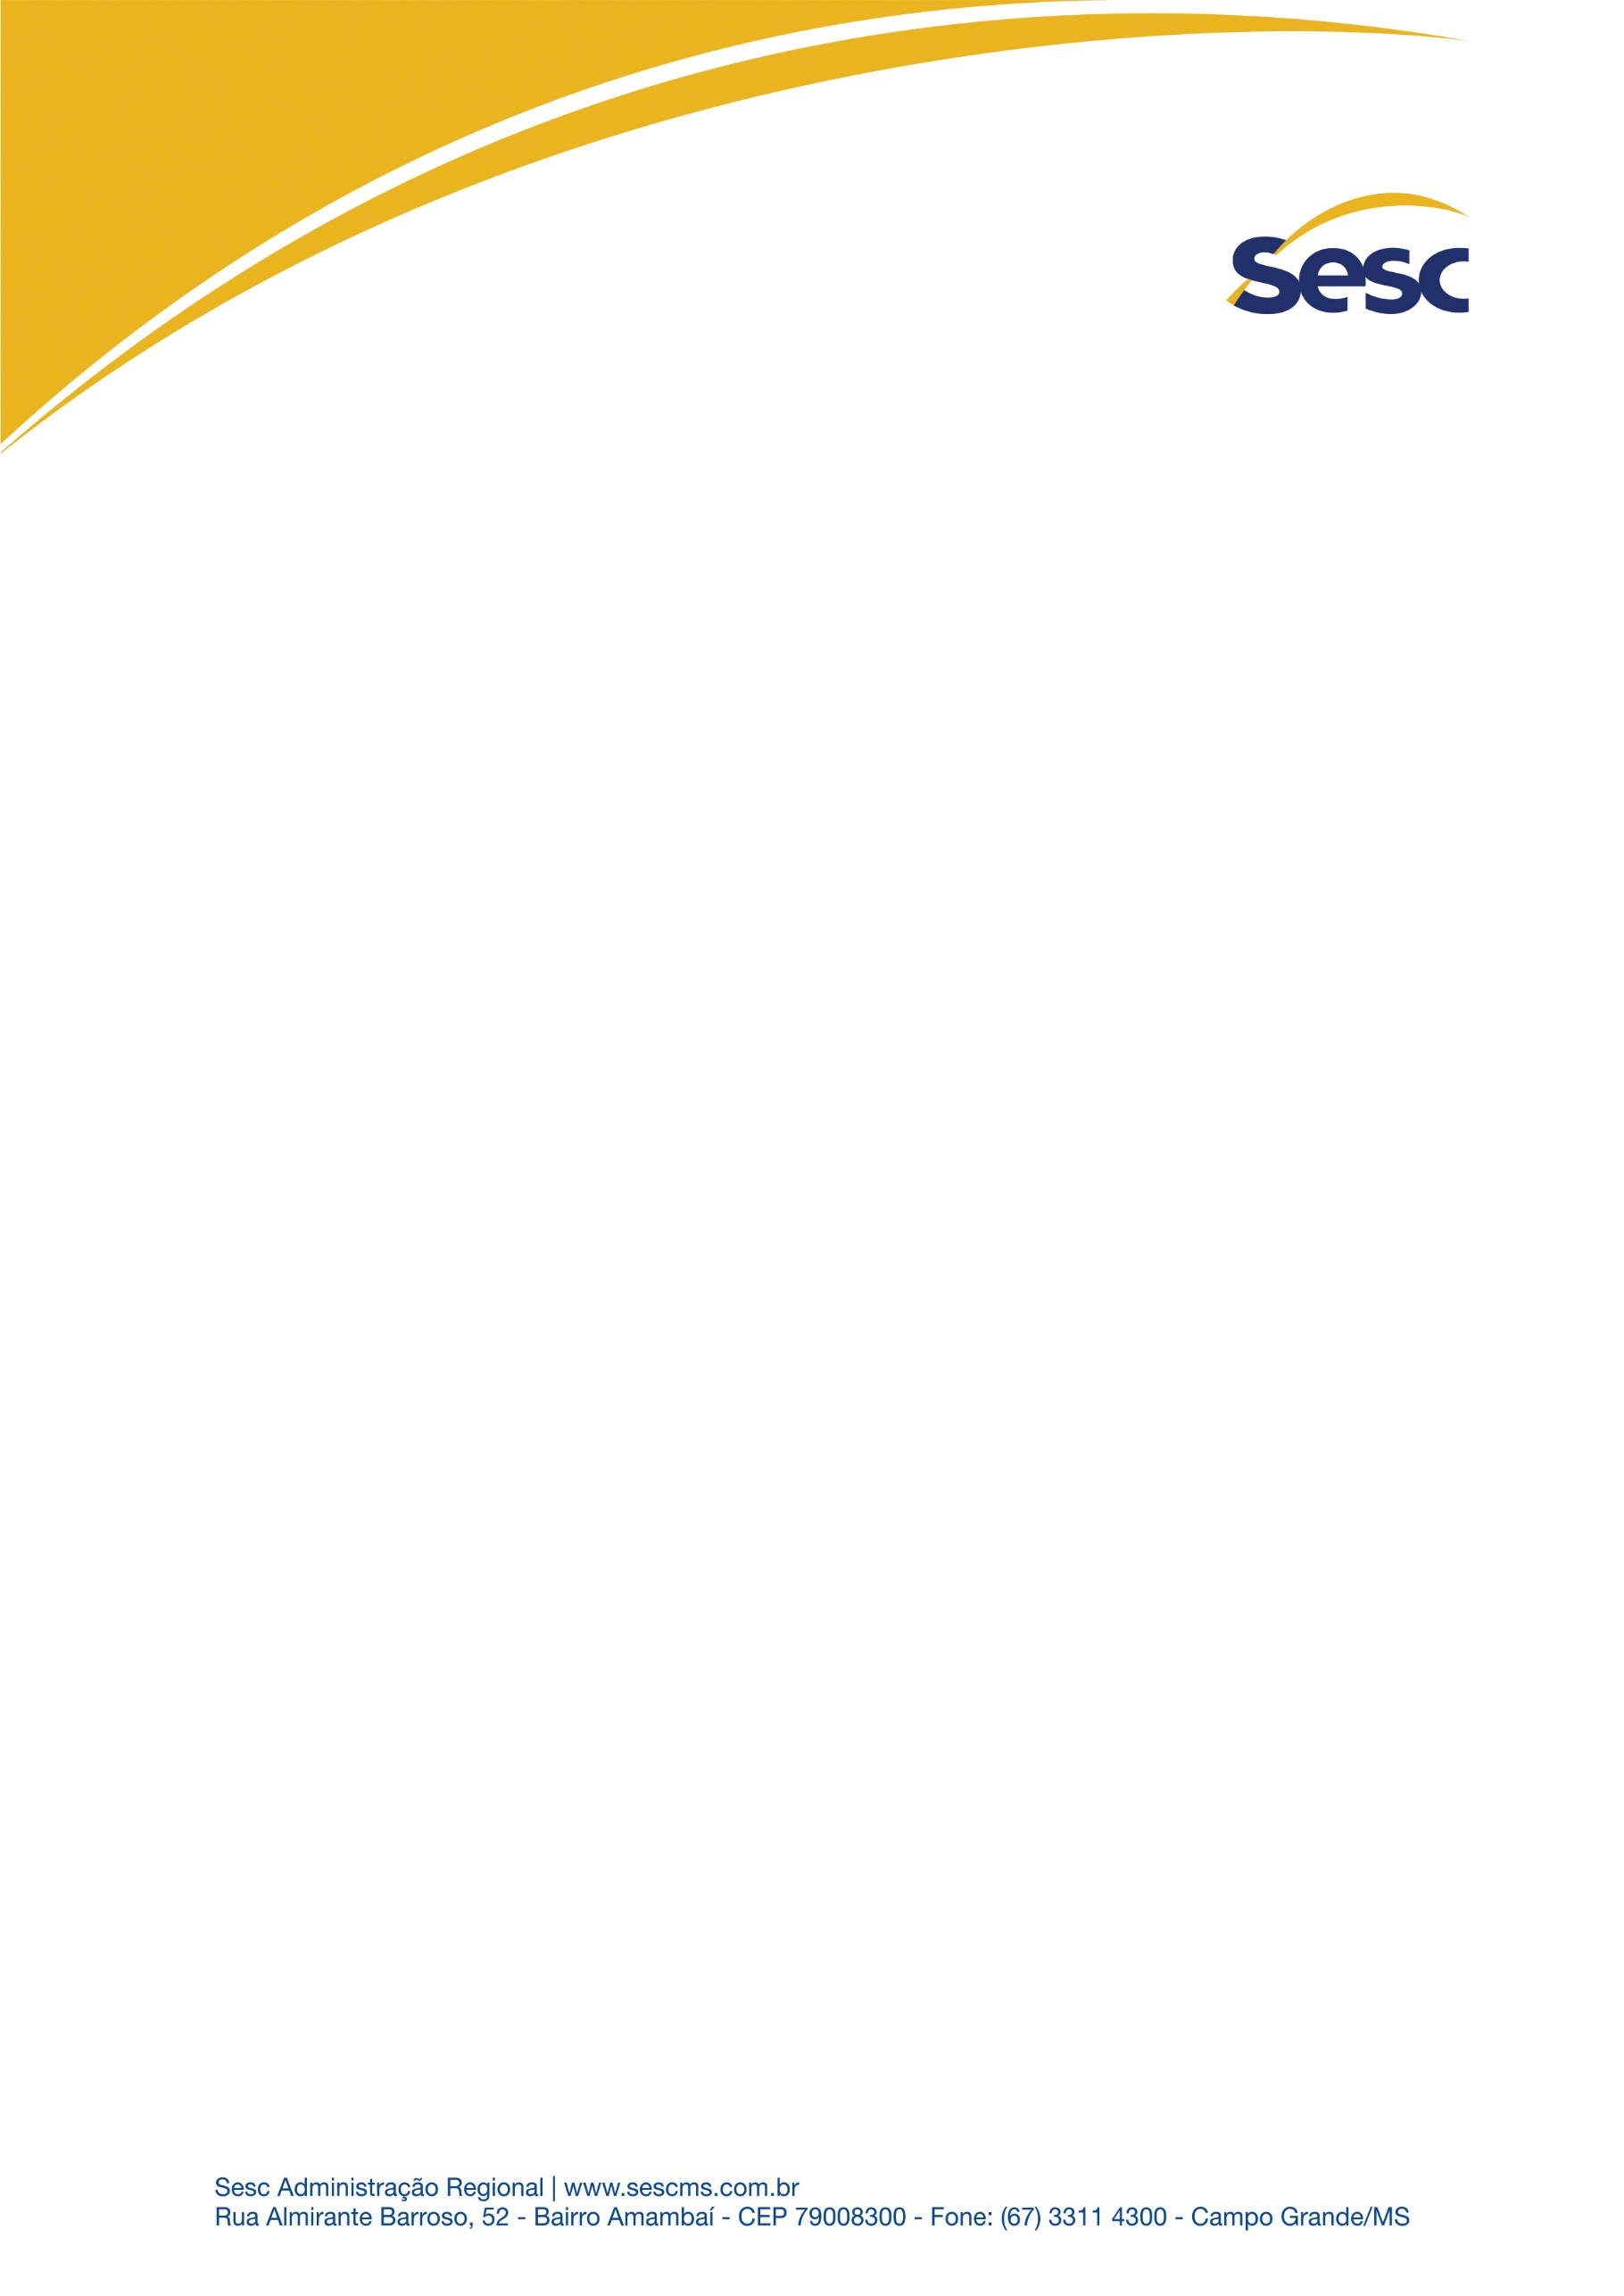 Sesc
Sesc Administração Regional | www.sescms.com.br
Rua Almirante Barroso, 52 - Bairro Amambaí - CEP 79008300 - Fone: (67) 3311 4300 - Campo Grande/MS